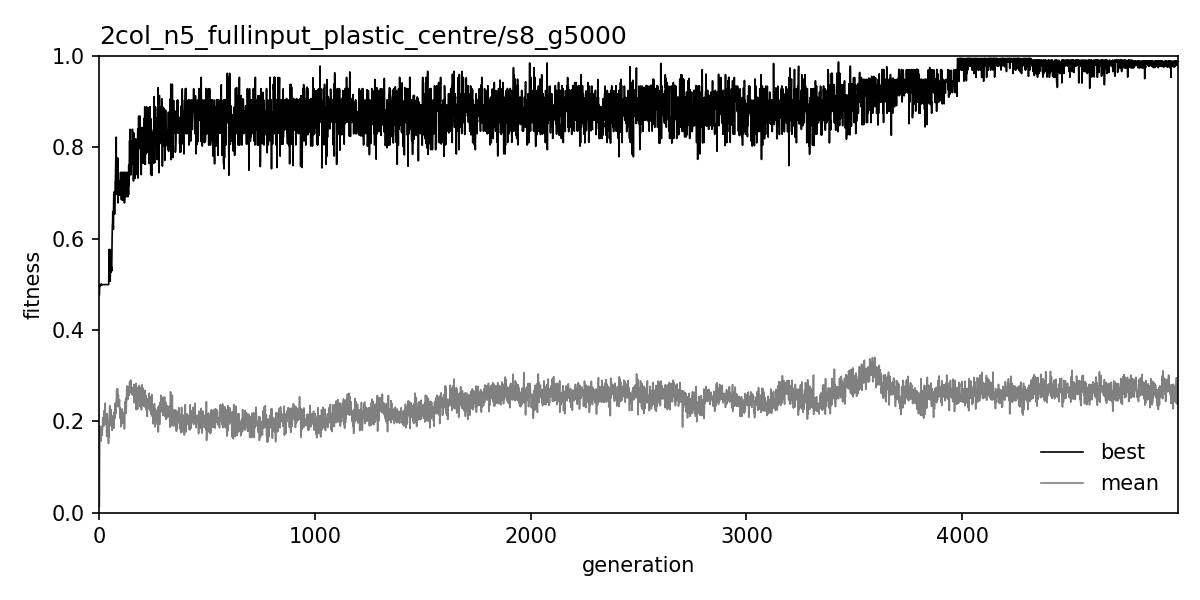 2col_n5_fullinput_plastic_centre/s8_g5000
1.0
0.8
0.6
0.4
0.2
0.0
fitness
best
mean
0 1000 2000 3000 4000
generation